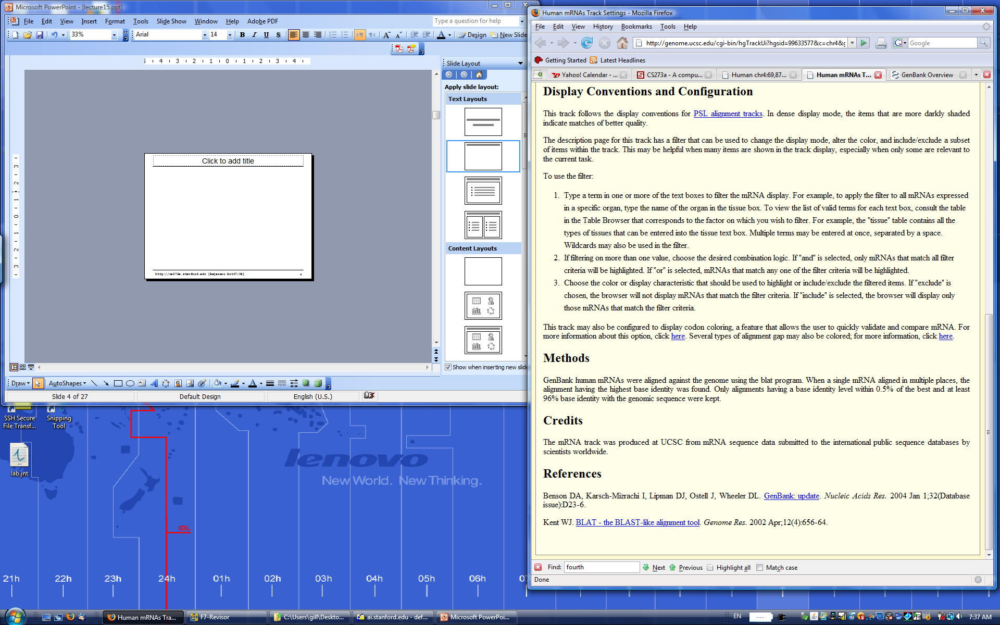 Microsoft PowerPoint - [lecture15.ppt]
File Edit View Insert Format Tools Slide Show Window Help Adobe PDF
Type a question for help
33% Arial 14 B I U S A A A Design New Slide
5 4 3 2 1 0 1 2 3 4
3 2 1 0 1 2 3
Click to add title
http://cs273a.stanford.edu [Bejerano Aut07/08] 4
Slide Layout
Apply slide layout:
Text Layouts
Content Layouts
Show when inserting new slide
Draw AutoShapes A A
Slide 4 of 27 Default Design English (U.S.)
SSH Secure
File Transf...
Snipping
Tool
lab.jnt
lenovo
New World. New Thinking.
IDL
21h 22h 23h 24h 01h 02h 03h 04h 05h 06h
Human mRNAs Track Settings - Mozilla Firefox
File Edit View History Bookmarks Tools Help
http://genome.ucsc.edu/cgi-bin/hgTrackUi?hgsid=99633577&c=chr4&g
G Google
Getting Started Latest Headlines
Yahoo! Calendar - ... CS273a - A compu... Human chr4:69,87... Human mRNAs T... GenBank Overview
Display Conventions and Configuration
This track follows the display conventions for PSL alignment tracks. In dense display mode, the items that are more darkly shaded
indicate matches of better quality.
The description page for this track has a filter that can be used to change the display mode, alter the color, and include/exclude a subset
of items within the track. This may be helpful when many items are shown in the track display, especially when only some are relevant to
the current task.
To use the filter:
1. Type a term in one or more of the text boxes to filter the mRNA display. For example, to apply the filter to all mRNAs expressed
in a specific organ, type the name of the organ in the tissue box. To view the list of valid terms for each text box, consult the table
in the Table Browser that corresponds to the factor on which you wish to filter. For example, the "tissue" table contains all the
types of tissues that can be entered into the tissue text box. Multiple terms may be entered at once, separated by a space.
Wildcards may also be used in the filter.
2. If filtering on more than one value, choose the desired combination logic. If "and" is selected, only mRNAs that match all filter
criteria will be highlighted. If "or" is selected, mRNAs that match any one of the filter criteria will be highlighted.
3. Choose the color or display characteristic that should be used to highlight or include/exclude the filtered items. If "exclude" is
chosen, the browser will not display mRNAs that match the filter criteria. If "include" is selected, the browser will display only
those mRNAs that match the filter criteria.
This track may also be configured to display codon coloring, a feature that allows the user to quickly validate and compare mRNA. For
more information about this option, click here. Several types of alignment gap may also be colored; for more information, click here.
Methods
GenBank human mRNAs were aligned against the genome using the blat program. When a single mRNA aligned in multiple places, the
alignment having the highest base identity was found. Only alignments having a base identity level within 0.5% of the best and at least
96% base identity with the genomic sequence were kept.
Credits
The mRNA track was produced at UCSC from mRNA sequence data submitted to the international public sequence databases by
scientists worldwide.
References
Benson DA, Karsch-Mizrachi I, Lipman DJ, Ostell J, Wheeler DL. GenBank: update. Nucleic Acids Res. 2004 Jan 1;32(Database
issue):D23-6.
Kent WJ. BLAT - the BLAST-like alignment tool. Genome Res. 2002 Apr;12(4):656-64.
Find: fourth Next Previous Highlight all Match case
Done
Human mRNAs Tra... F7-Revisor C:\Users\gill\Deskto... ai.stanford.edu - def... Microsoft PowerPoi... EN --- 7:37 AM